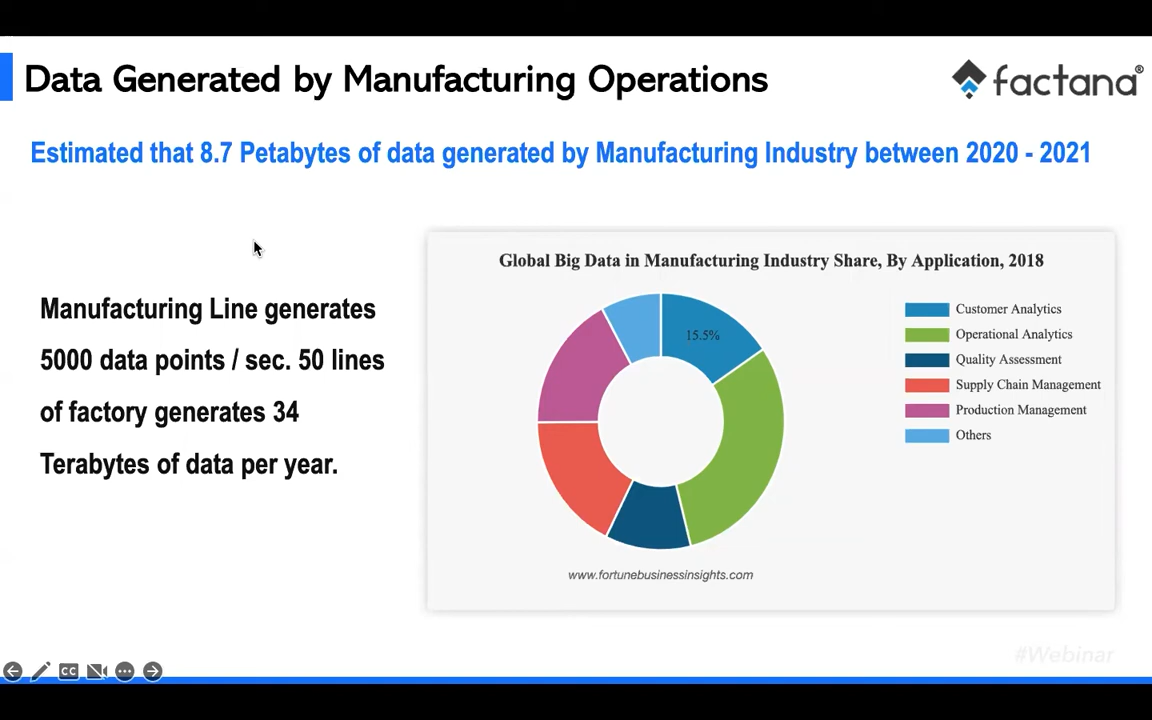 Data Generated by Manufacturing Operations
factana®
Estimated that 8.7 Petabytes of data generated by Manufacturing Industry between 2020 - 2021
Manufacturing Line generates
5000 data points / sec. 50 lines
of factory generates 34
Terabytes of data per year.
Global Big Data in Manufacturing Industry Share, By Application, 2018
15.5%
Customer Analytics
Operational Analytics
Quality Assessment
Supply Chain Management
Production Management
Others
www.fortunebusinessinsights.com
#Webinar
CC